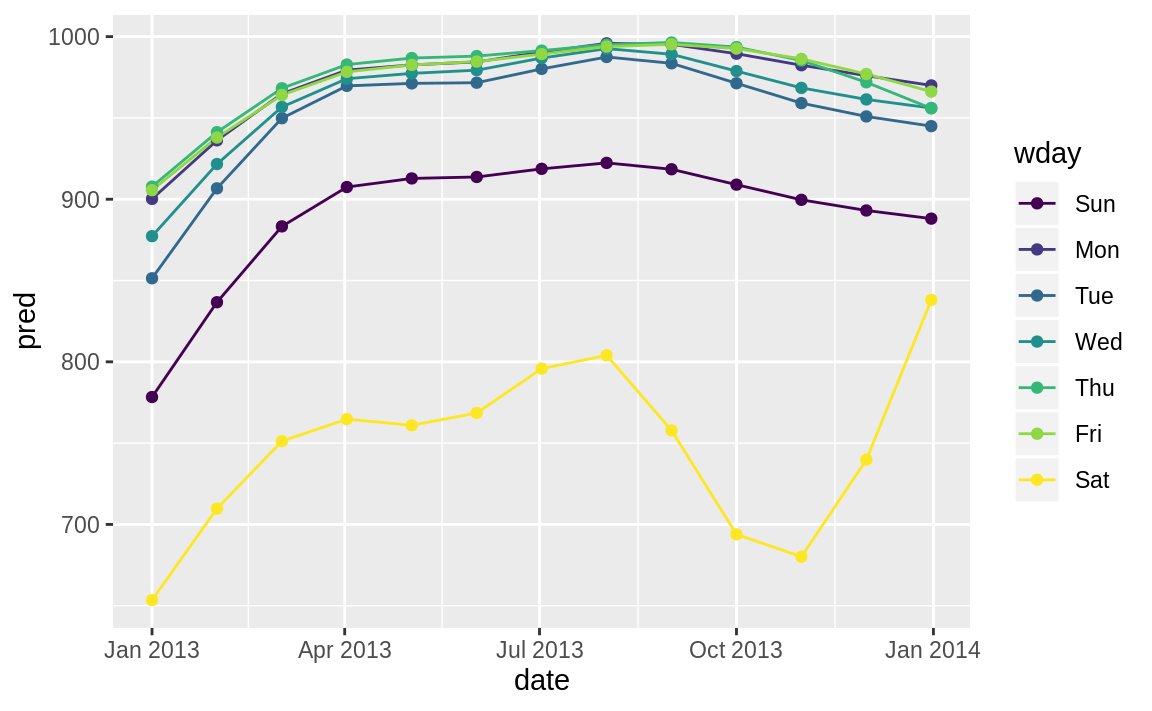 1000
900
800
700
pred
Jan 2013
Apr 2013
Jul 2013
Oct 2013
Jan 2014
date
wday
Sun
Mon
Tue
Wed
Thu
Fri
Sat